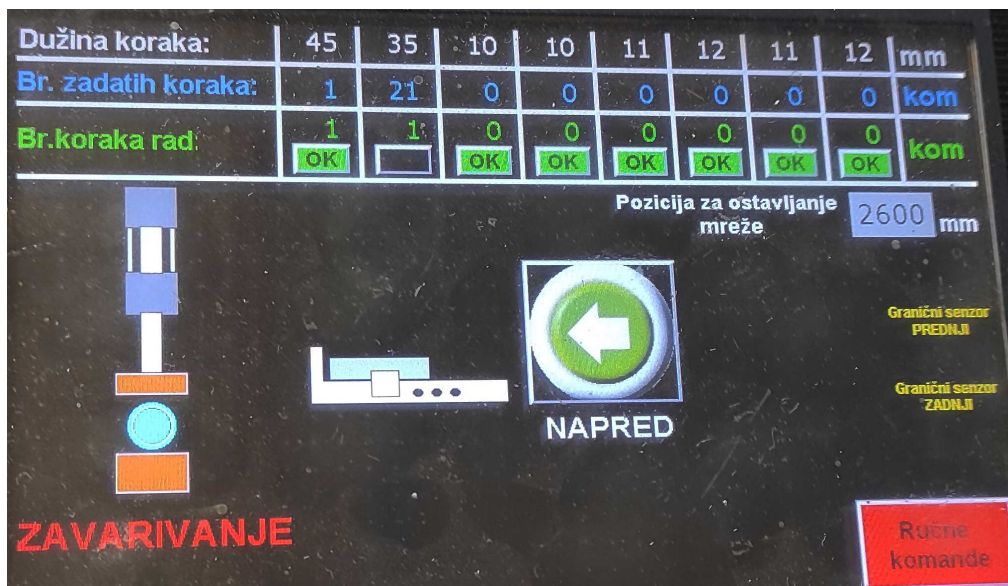 Dužina koraka: 45 35 10 10 11 12 11 12 mm
Br. zadatih koraka: 1 21 0 0 0 0 0 0 kom
Br.koraka rad: 1 1 0 0 0 0 0 0 kom
OK OK OK OK OK OK OK
Pozicija za ostavljanje
mreže
2600 mm
Granični senzor
PREDNJI
Granični senzor
ZADNJI
NAPRED
ZAVARIVANJE
Ručne
komande